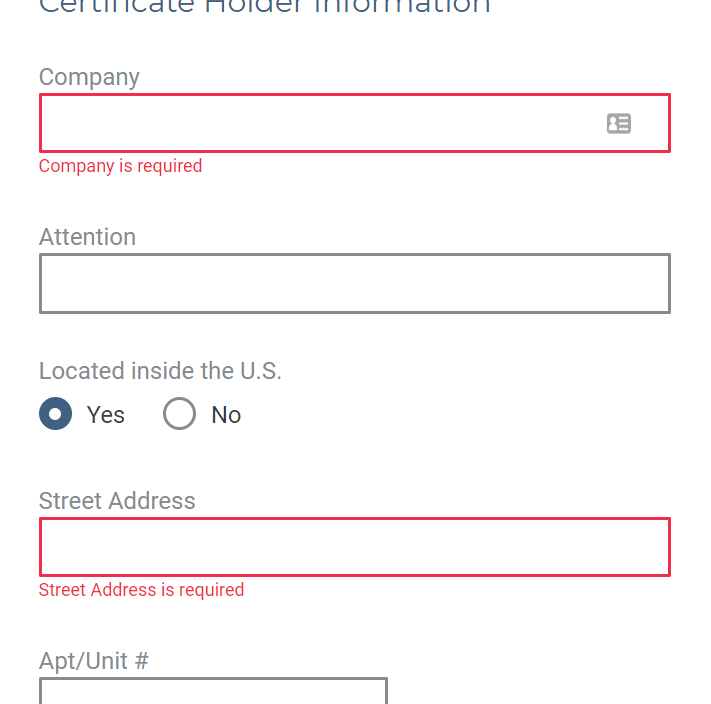 Certificate Holder Information
Company
Company is required
Attention
Located inside the U.S.
Yes No
Street Address
Street Address is required
Apt/Unit #